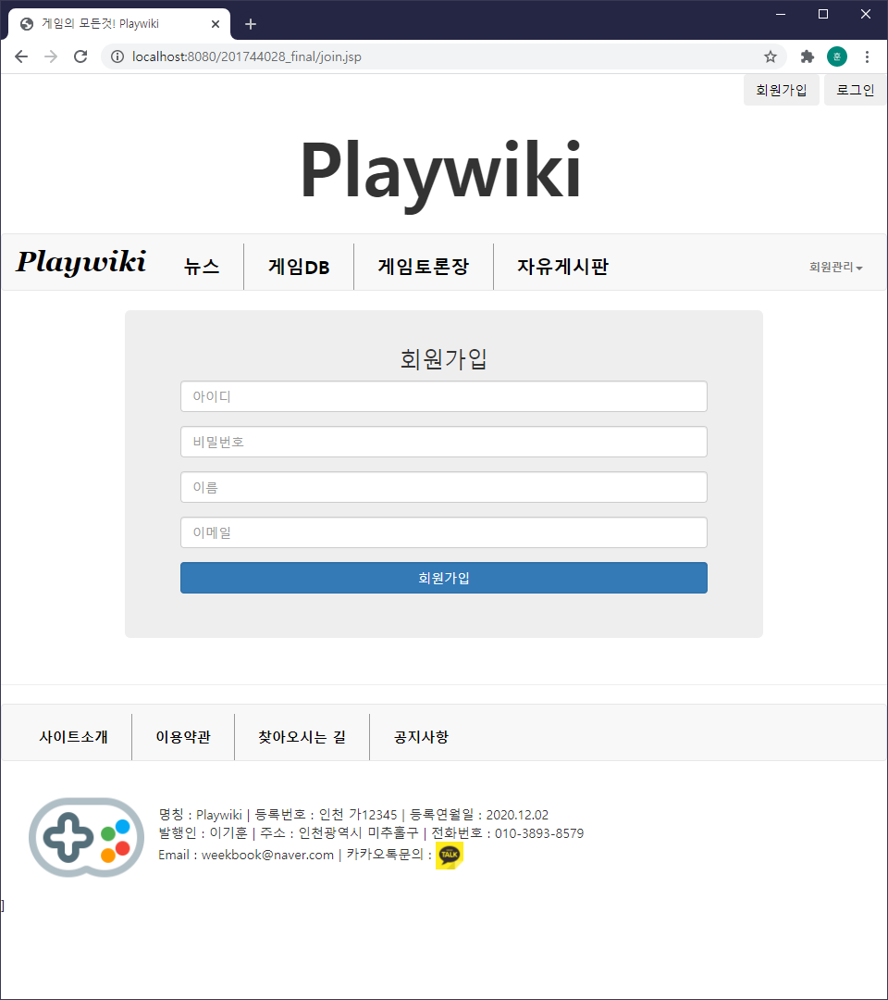 게임의 모든것! Playwiki
localhost:8080/201744028_final/join.jsp
훈
회원가입 로그인
Playwiki
Playwiki 뉴스 게임DB 게임토론장 자유게시판 회원관리
회원가입
아이디
비밀번호
이름
이메일
회원가입
사이트소개 이용약관 찾아오시는 길 공지사항
명칭 : Playwiki | 등록번호 : 인천 가12345 | 등록연월일 : 2020.12.02
발행인 : 이기훈 | 주소 : 인천광역시 미추홀구 | 전화번호 : 010-3893-8579
Email : weekbook@naver.com | 카카오톡문의 : TALK
]